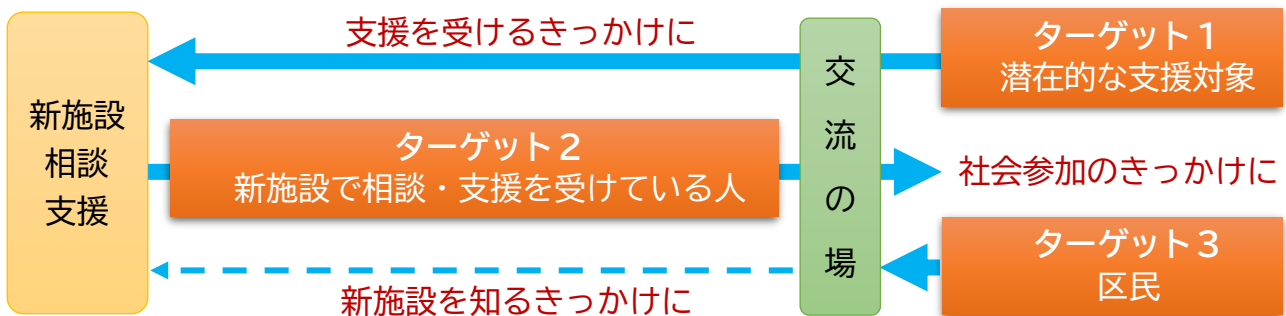 新施設
相談
支援
支援を受けるきっかけに
ターゲット2
新施設で相談・支援を受けている人
新施設を知るきっかけに
交
流
の
場
ターゲット1
潜在的な支援対象
社会参加のきっかけに
ターゲット3
区民